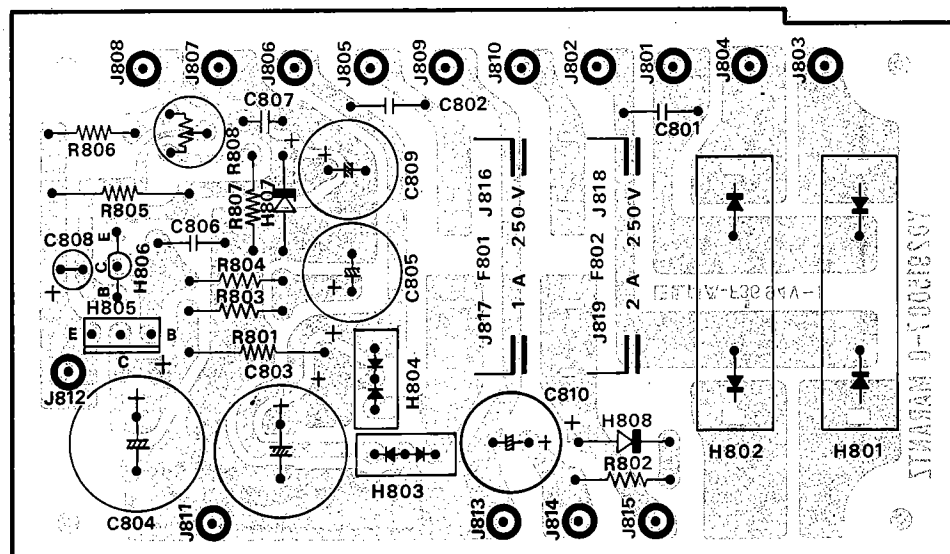 J808
J807
J806
J805
J809
J810
J802
J801
J804
J803
C807
C802
C801
R806
R808
+
+
C809
R807
H807
J816
J818
R805
C808
E
C
B
H806
C806
+
R804
R803
C805
+
F801
1 A 250V
F802
2 A 250V
J817
J819
H805
E
B
C
+
R801
C803
+
+
H804
J812
+
+
C810
+
+
H808
R802
H803
H802
H801
C804
J811
J813
J814
J815